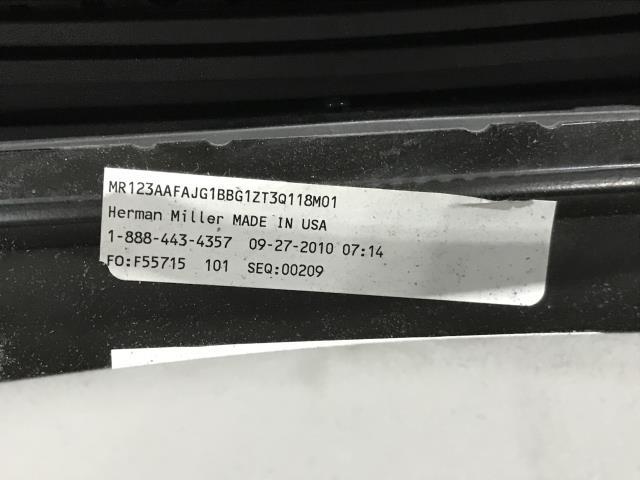 MR123AAFAJG1BBG1ZT3Q118M01
Herman Miller MADE IN USA
1-888-443-4357 09-27-2010 07:14
FO:F55715 101 SEQ:00209